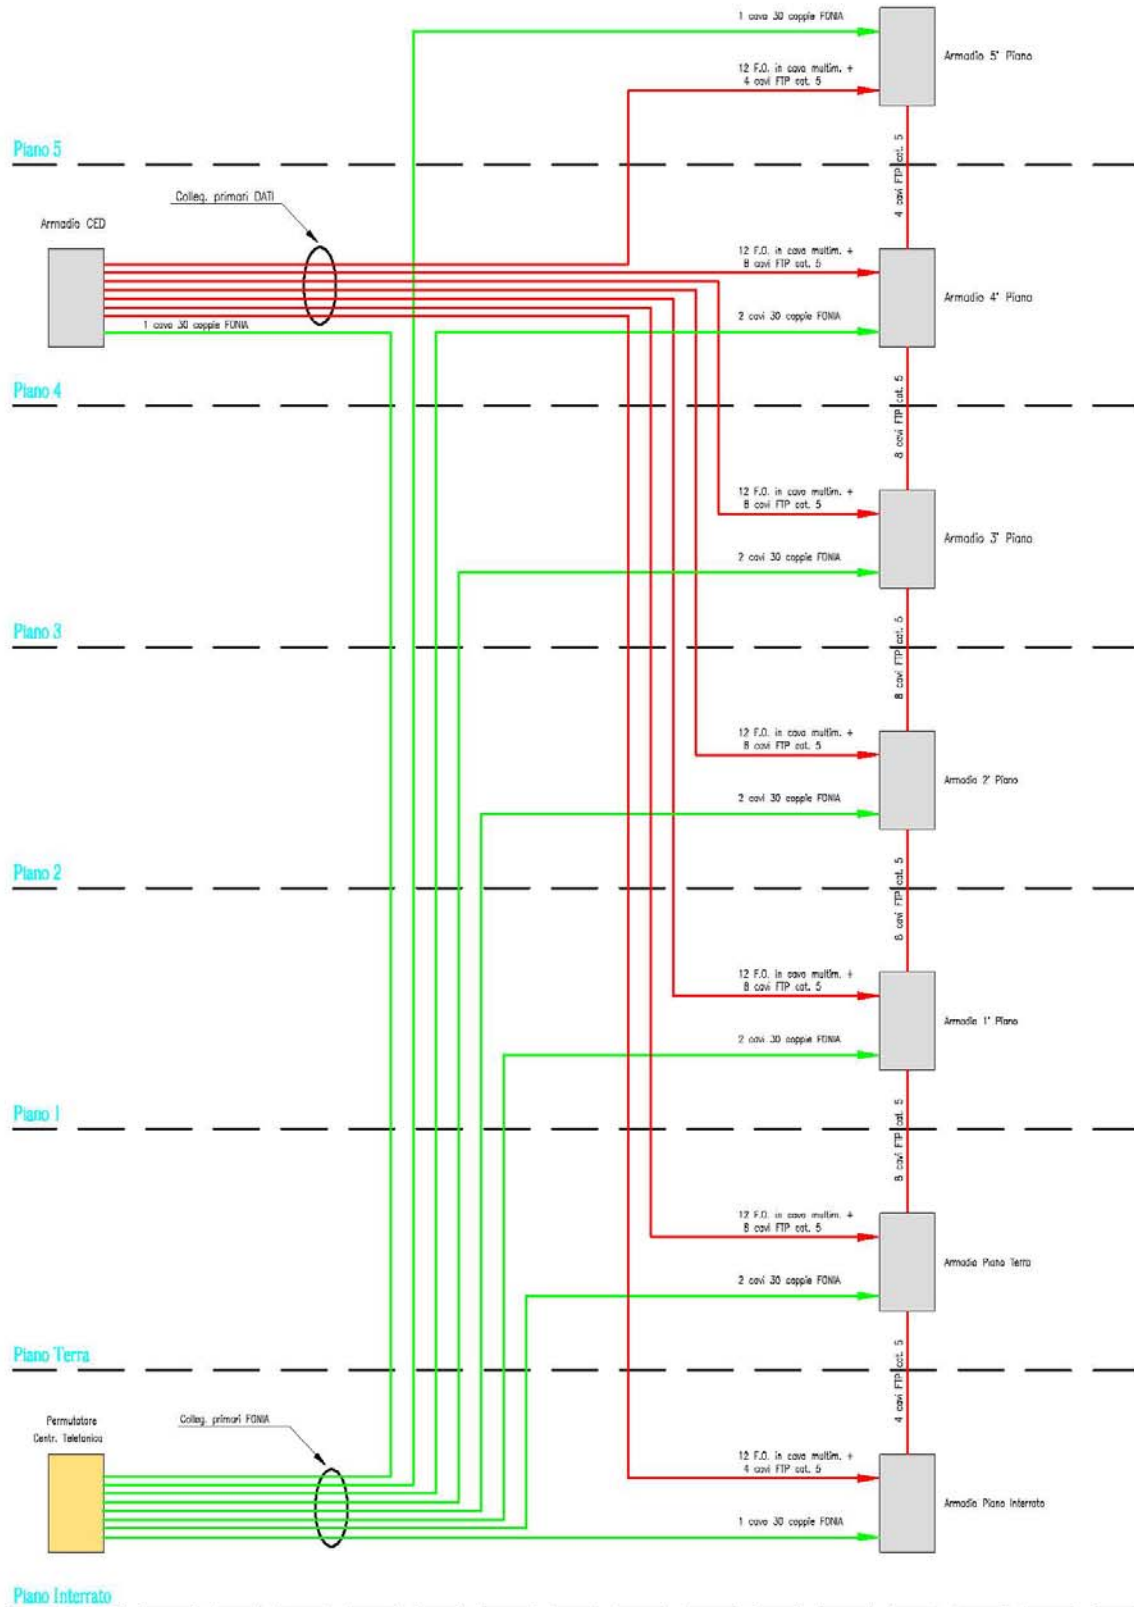 1 cavo 30 coppie FONIA
Armadio 5° Piano
12 F.O. in cavo multim. +
4 cavi FTP cat. 5
4 cavi FTP cat. 5
Piano 5
Colleg. primari DATI
Armadio CED
12 F.O. in cavo multim. +
8 cavi FTP cat. 5
Armadio 4° Piano
1 cavo 30 coppie FONIA
2 cavi 30 coppie FONIA
Piano 4
8 cavi FTP cat. 5
12 F.O. in cavo multim. +
8 cavi FTP cat. 5
Armadio 3° Piano
2 cavi 30 coppie FONIA
Piano 3
8 cavi FTP cat. 5
12 F.O. in cavo multim. +
8 cavi FTP cat. 5
Armadio 2° Piano
2 cavi 30 coppie FONIA
Piano 2
cavi FTP cat. 5
12 F.O. in cavo multim. +
8 cavi FTP cat. 5
Armadio 1° Piano
2 cavi 30 coppie FONIA
Piano 1
8 cavi FTP cat. 5
12 F.O. in cavo multim. +
8 cavi FTP cat. 5
Armadio Piano Terra
2 cavi 30 coppie FONIA
Piano Terra
4 cavi FTP cat. 5
Permutatore
Centr. Telefonica
Colleg. primari FONIA
12 F.O. in cavo multim. +
4 cavi FTP cat. 5
Armadio Piano Interrato
1 cavo 30 coppie FONIA
Piano Interrato